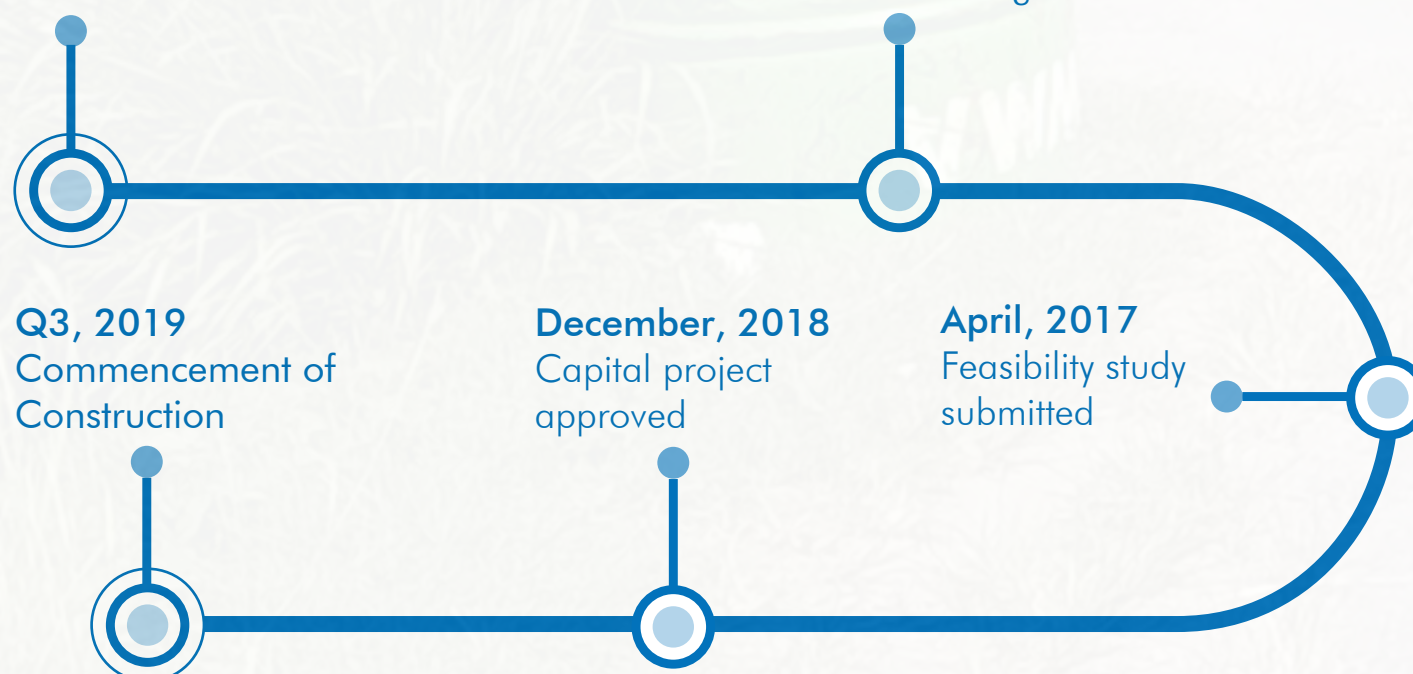 Q3, 2019
Commencement of
Construction
December, 2018
Capital project
approved
April, 2017
Feasibility study
submitted